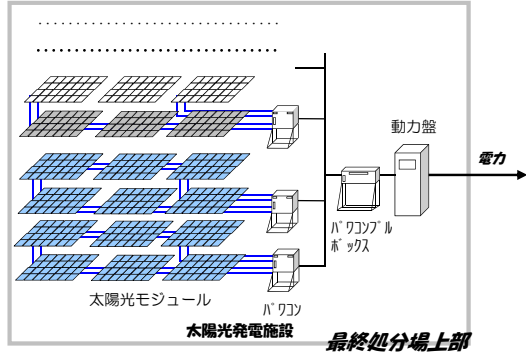 動力盤
電力
ﾊﾟﾜｺﾝﾌﾟﾙ
ﾎﾞｯｸｽ
太陽光モジュール
ﾊﾟﾜｺﾝ
太陽光発電施設
最終処分場上部